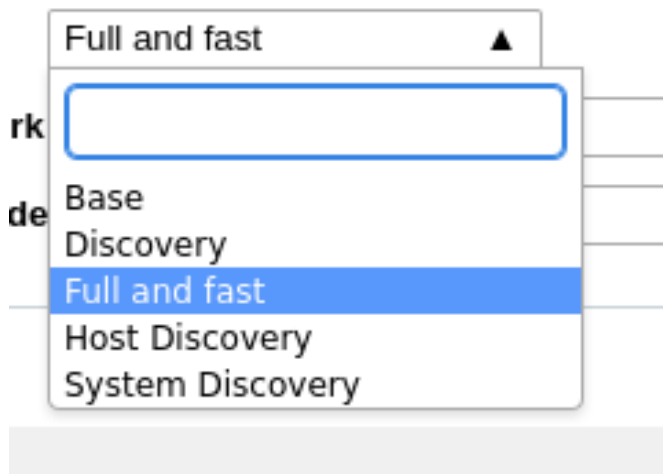 Full and fast ▲
rk
Base
de
Discovery
Full and fast
Host Discovery
System Discovery